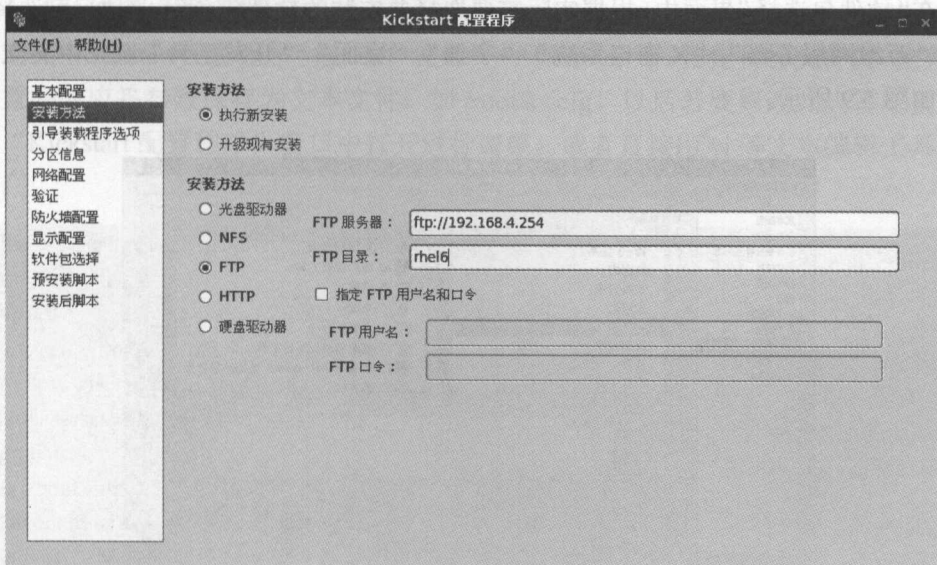 Kickstart 配置程序
文件(F) 帮助(H)
基本配置
安装方法
引导装载程序选项
分区信息
网络配置
验证
防火墙配置
显示配置
软件包选择
预安装脚本
安装后脚本
安装方法
执行新安装
升级现有安装
安装方法
光盘驱动器
NFS
FTP
HTTP
硬盘驱动器
FTP 服务器： ftp://192.168.4.254
FTP 目录： rhel6
指定 FTP 用户名和口令
FTP 用户名：
FTP 口令：